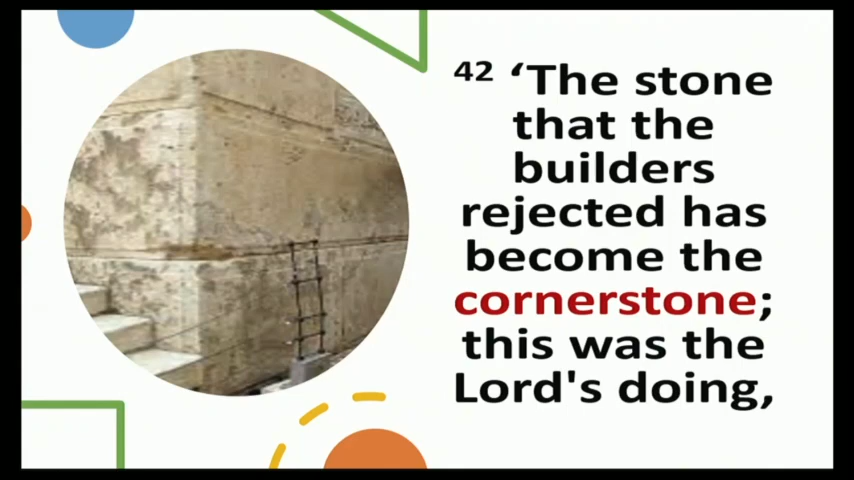 42 ‘The stone
that the
builders
rejected has
become the
cornerstone;
this was the
Lord's doing,